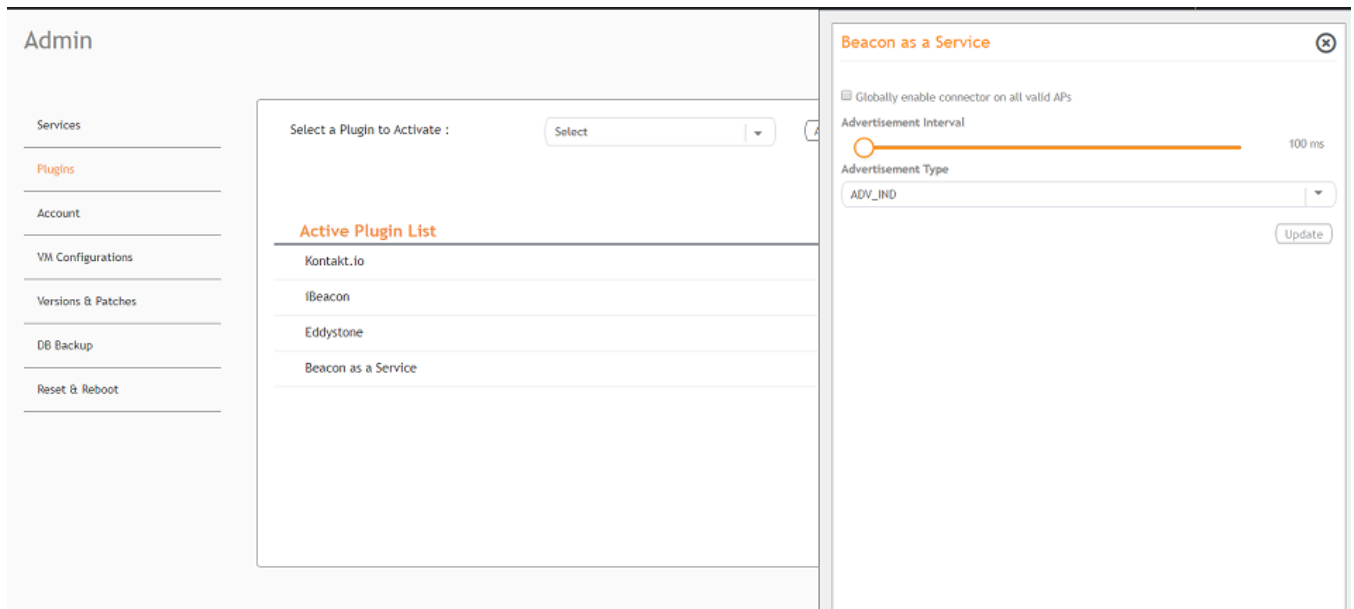 Admin
Services
Plugins
Account
VM Configurations
Versions & Patches
DB Backup
Reset & Reboot
Select a Plugin to Activate :
Select
Active Plugin List
Kontakt.io
iBeacon
Eddystone
Beacon as a Service
Beacon as a Service
Globally enable connector on all valid APs
Advertisement Interval
100 ms
Advertisement Type
ADV_IND
Update